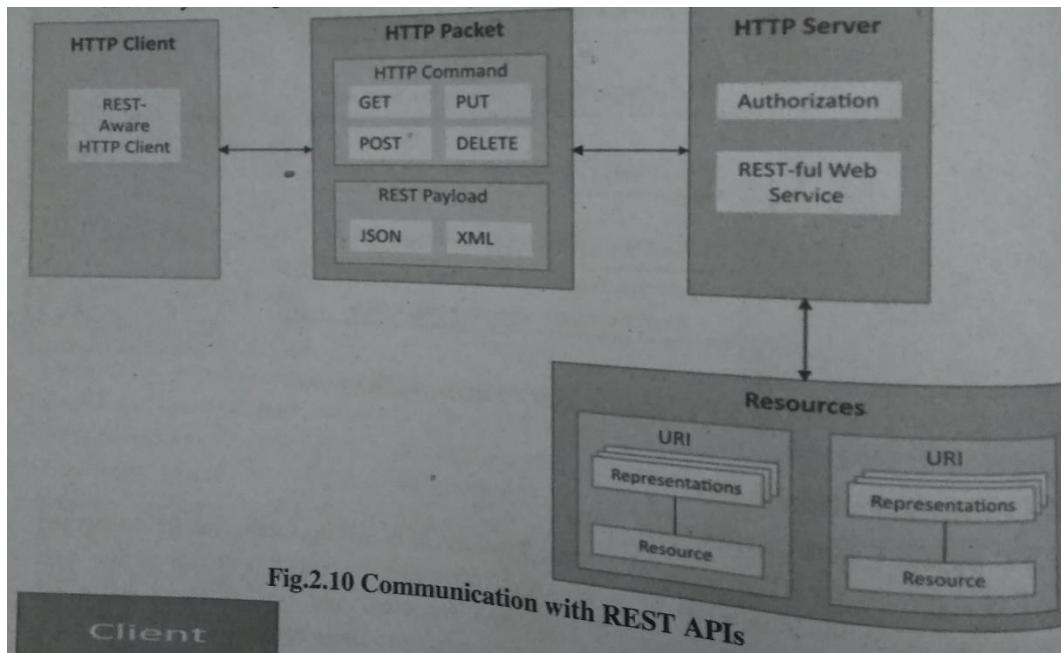 HTTP Client
REST-
Aware
HTTP Client
HTTP Packet
HTTP Command
GET PUT
POST DELETE
REST Payload
JSON XML
HTTP Server
Authorization
REST-ful Web
Service
Resources
URI
Representations
Resource
URI
Representations
Resource
Fig.2.10 Communication with REST APIs
Client